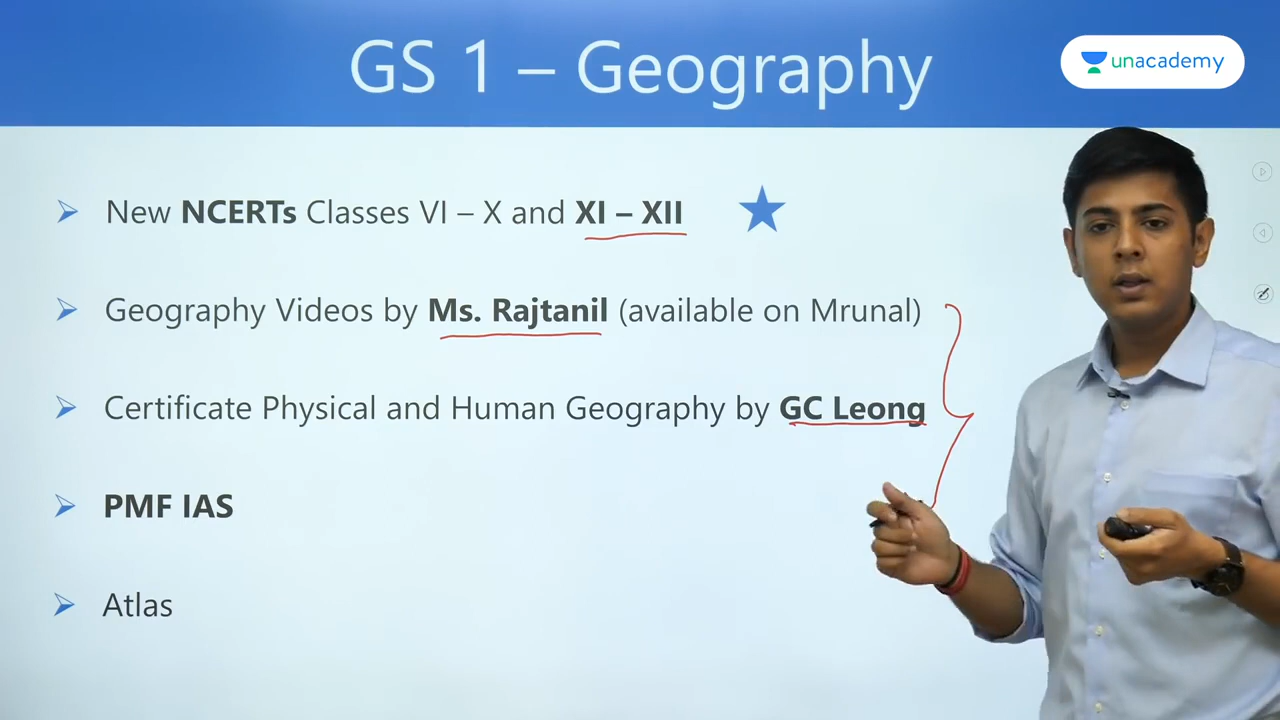 GS 1 – Geography
unacademy
New NCERTs Classes VI – X and XI – XII
Geography Videos by Ms. Rajtanil (available on Mrunal)
Certificate Physical and Human Geography by GC Leong
PMF IAS
Atlas